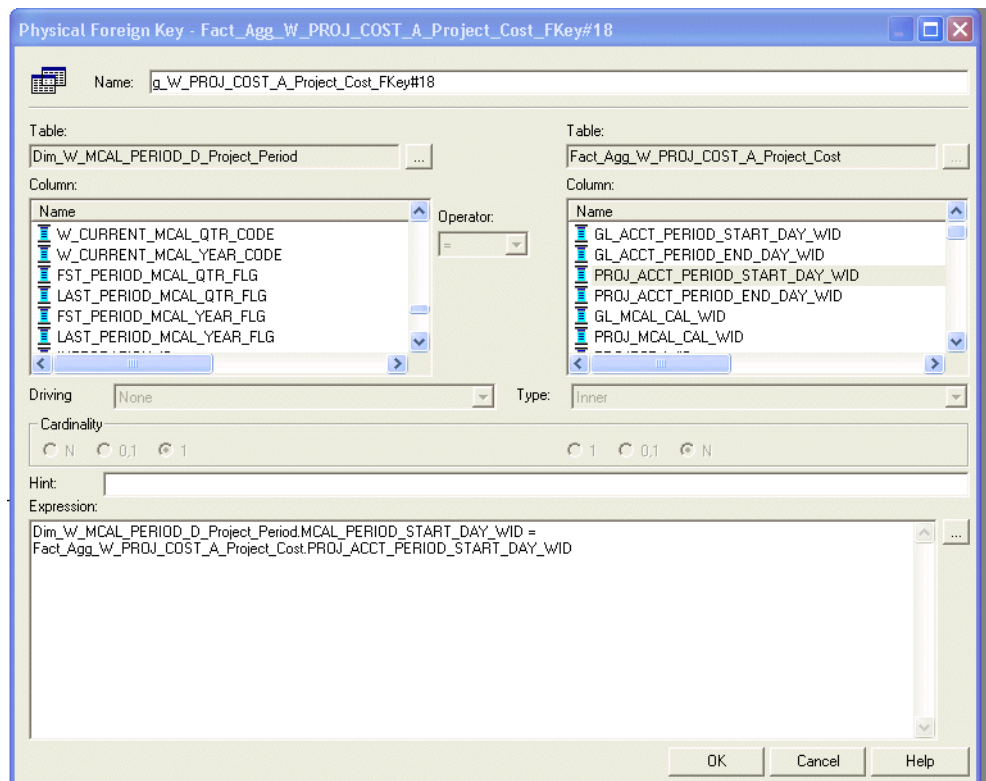 Physical Foreign Key - Fact_Agg_W_PROJ_COST_A_Project_Cost_FKey#18
Name: g_W_PROJ_COST_A_Project_Cost_FKey#18
Table:
Dim_W_MCAL_PERIOD_D_Project_Period ...
Column:
Name
W_CURRENT_MCAL_QTR_CODE
W_CURRENT_MCAL_YEAR_CODE
FST_PERIOD_MCAL_QTR_FLG
LAST_PERIOD_MCAL_QTR_FLG
FST_PERIOD_MCAL_YEAR_FLG
LAST_PERIOD_MCAL_YEAR_FLG
Operator:
=
Table:
Fact_Agg_W_PROJ_COST_A_Project_Cost ...
Column:
Name
GL_ACCT_PERIOD_START_DAY_WID
GL_ACCT_PERIOD_END_DAY_WID
PROJ_ACCT_PERIOD_START_DAY_WID
PROJ_ACCT_PERIOD_END_DAY_WID
GL_MCAL_CAL_WID
PROJ_MCAL_CAL_WID
Driving None Type: Inner
Cardinality
N 0,1 1 1 0,1 N
Hint:
Expression:
Dim_W_MCAL_PERIOD_D_Project_Period.MCAL_PERIOD_START_DAY_WID =
Fact_Agg_W_PROJ_COST_A_Project_Cost.PROJ_ACCT_PERIOD_START_DAY_WID
...
OK Cancel Help